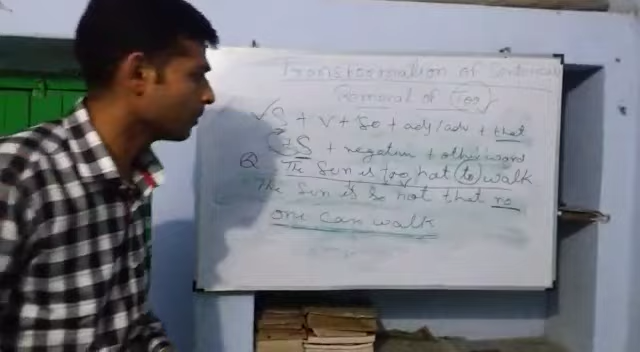 Transformation of Sentences
Removal of (Too)
✓S + V + So + adj/adv + that
+ S + negative + other word
Q The Sun is too hot to walk
The Sun is So hot that no
one can walk